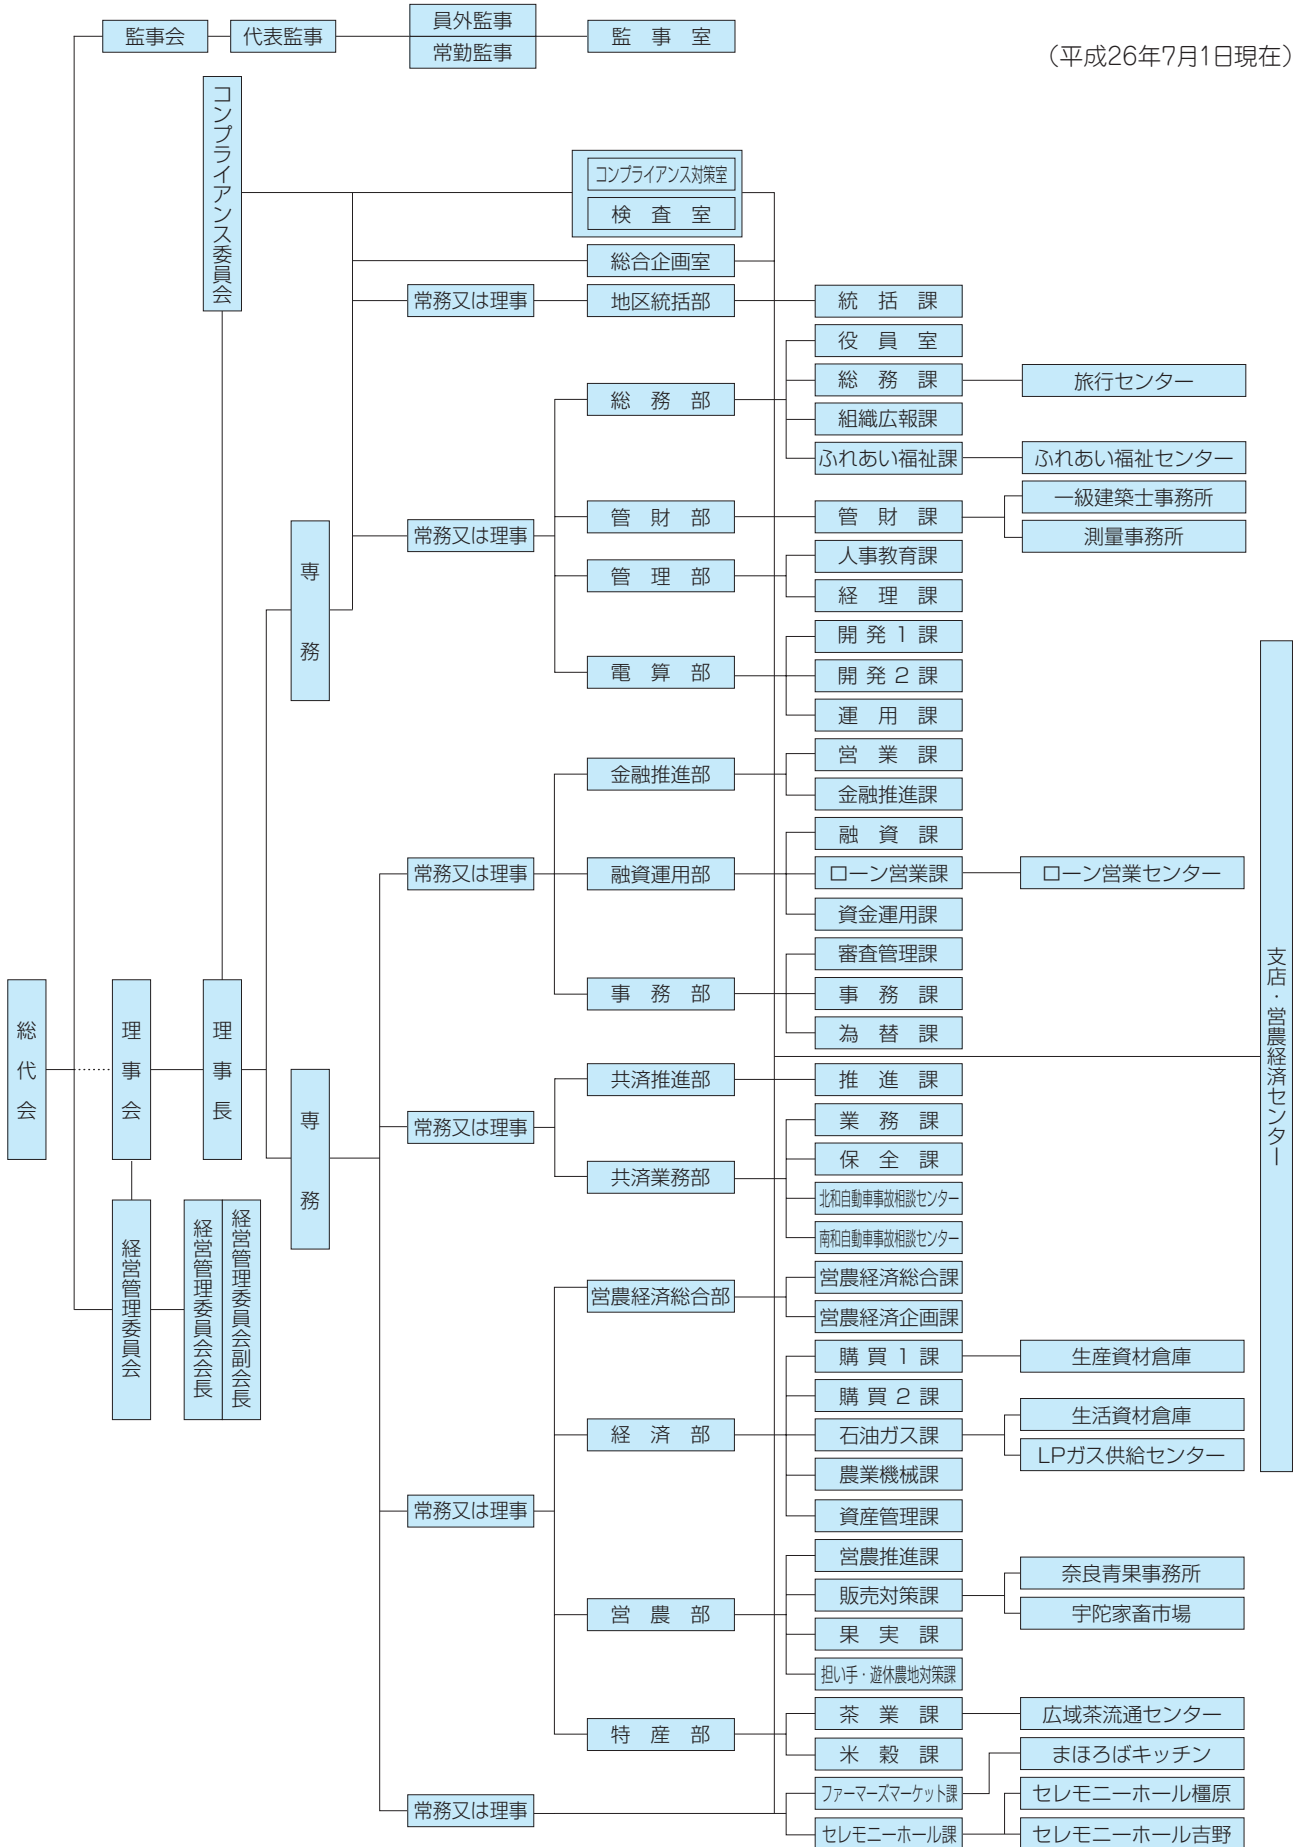 監事会
代表監事
員外監事
常勤監事
監事室
（平成26年7月1日現在）
コンプライアンス委員会
コンプライアンス対策室
検査室
総合企画室
常務又は理事
地区統括部
統括課
役員室
総務部
総務課
旅行センター
組織広報課
ふれあい福祉課
ふれあい福祉センター
専務
常務又は理事
管財部
管財課
一級建築士事務所
測量事務所
管理部
人事教育課
経理課
電算部
開発1課
開発2課
運用課
金融推進部
営業課
金融推進課
常務又は理事
融資運用部
融資課
ローン営業課
ローン営業センター
資金運用課
事務部
審査管理課
事務課
為替課
総代会
理事会
理事長
専務
常務又は理事
共済推進部
推進課
共済業務部
業務課
保全課
北和自動車事故相談センター
南和自動車事故相談センター
支店・営農経済センター
経営管理委員会
経営管理委員会会長
経営管理委員会副会長
営農経済総合部
営農経済総合課
営農経済企画課
常務又は理事
経済部
購買1課
生産資材倉庫
購買2課
石油ガス課
生活資材倉庫
LPガス供給センター
農業機械課
資産管理課
営農部
営農推進課
販売対策課
奈良青果事務所
宇陀家畜市場
果実課
担い手・遊休農地対策課
特産部
茶業課
広域茶流通センター
米穀課
常務又は理事
ファーマーズマーケット課
まほろばキッチン
セレモニーホール課
セレモニーホール橿原
セレモニーホール吉野